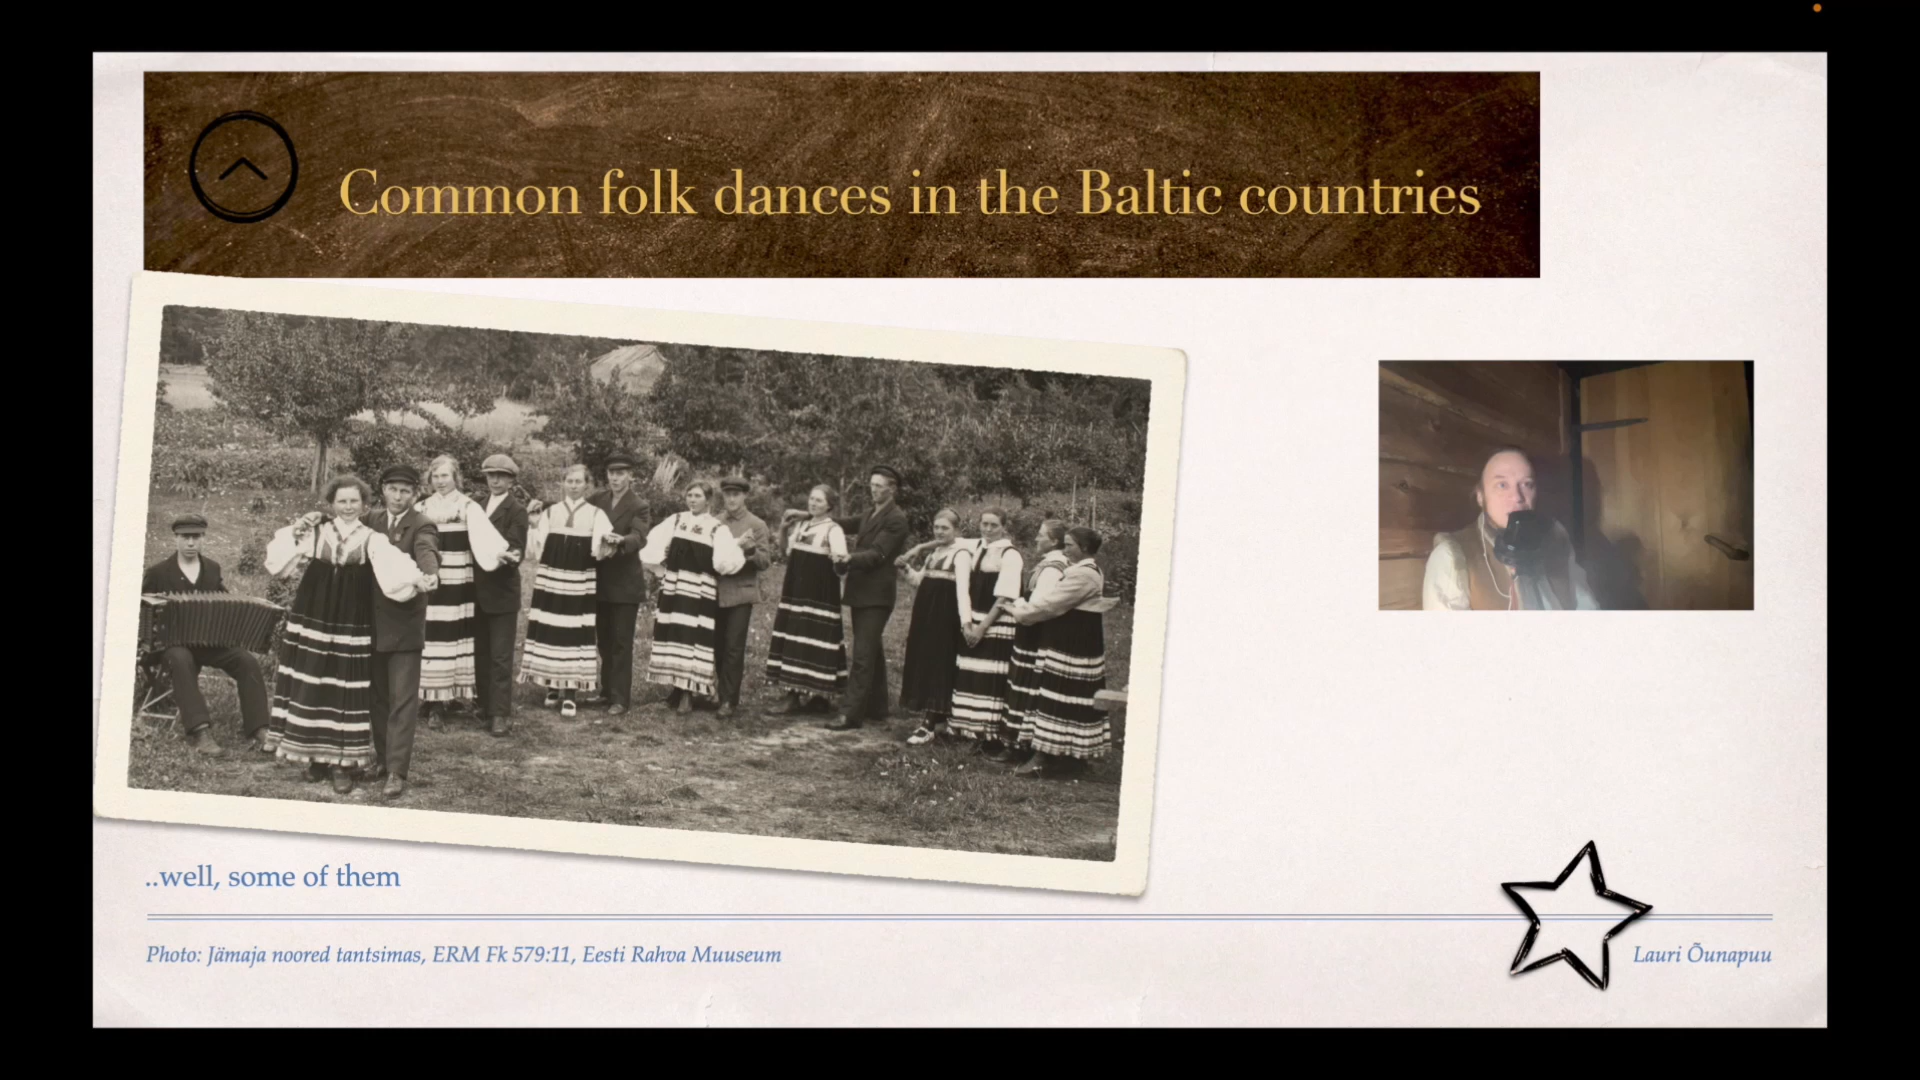 Common folk dances in the Baltic countries
..well, some of them
Photo: Jämaja noored tantsimas, ERM Fk 579:11, Eesti Rahva Muuseum
Lauri Õunapuu